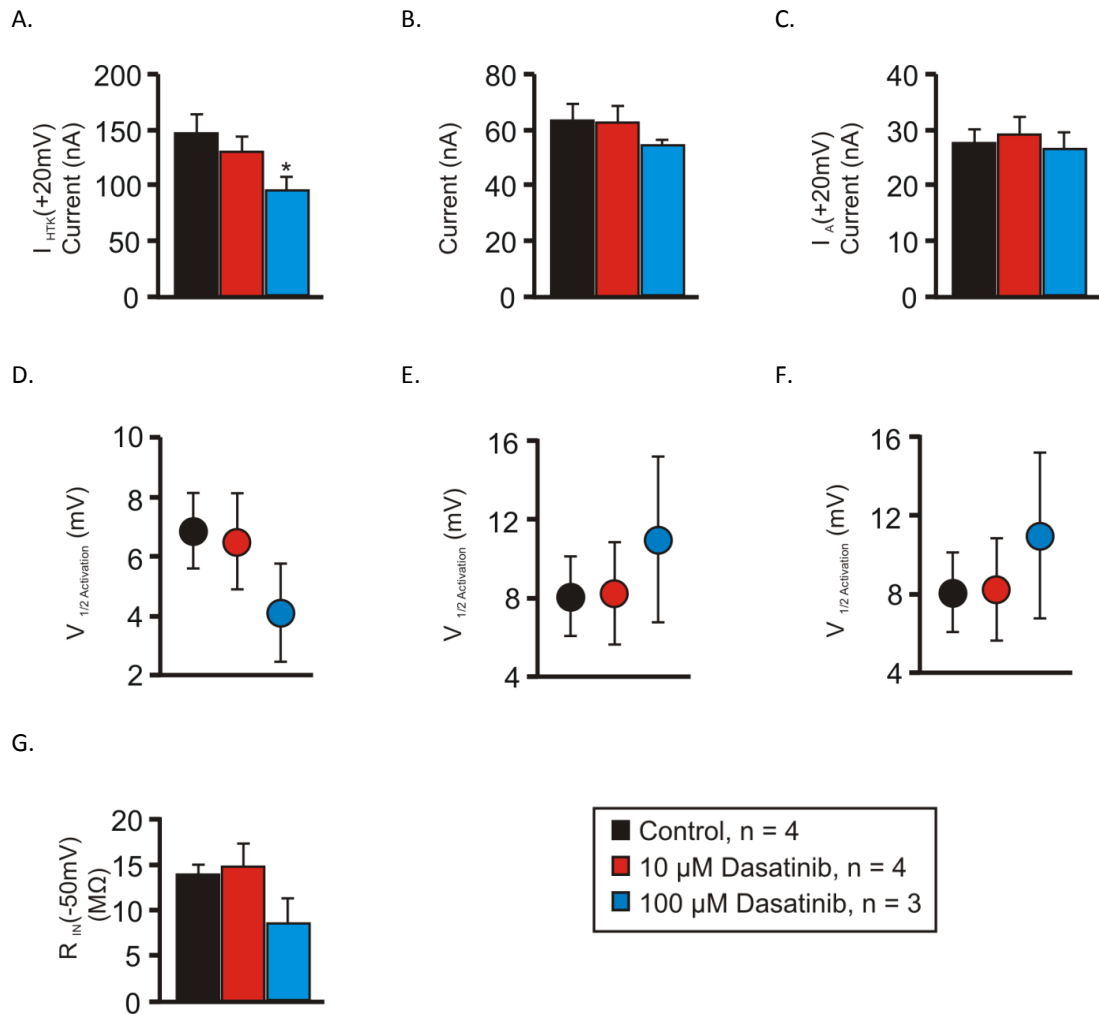 A.
200
150
100
50
0
I HTK(+20mV)
Current (nA)
*
B.
80
60
40
20
0
Current (nA)
C.
40
30
20
10
0
I A(+20mV)
Current (nA)
D.
10
8
6
4
2
V 1/2 Activation (mV)
E.
16
12
8
4
V 1/2 Activation (mV)
F.
16
12
8
4
V 1/2 Activation (mV)
G.
20
15
10
5
0
R IN(-50mV)
(MΩ)
Control, n = 4
10 µM Dasatinib, n = 4
100 µM Dasatinib, n = 3